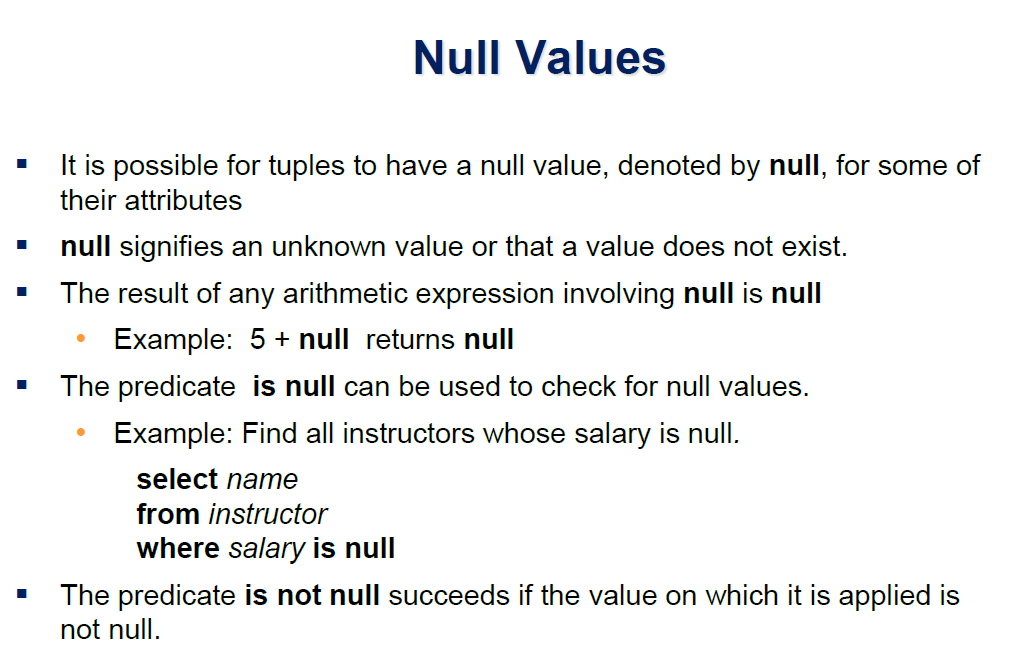 Null Values
▪ It is possible for tuples to have a null value, denoted by null, for some of
their attributes
▪ null signifies an unknown value or that a value does not exist.
▪ The result of any arithmetic expression involving null is null
• Example: 5 + null returns null
▪ The predicate is null can be used to check for null values.
• Example: Find all instructors whose salary is null.
select name
from instructor
where salary is null
▪ The predicate is not null succeeds if the value on which it is applied is
not null.